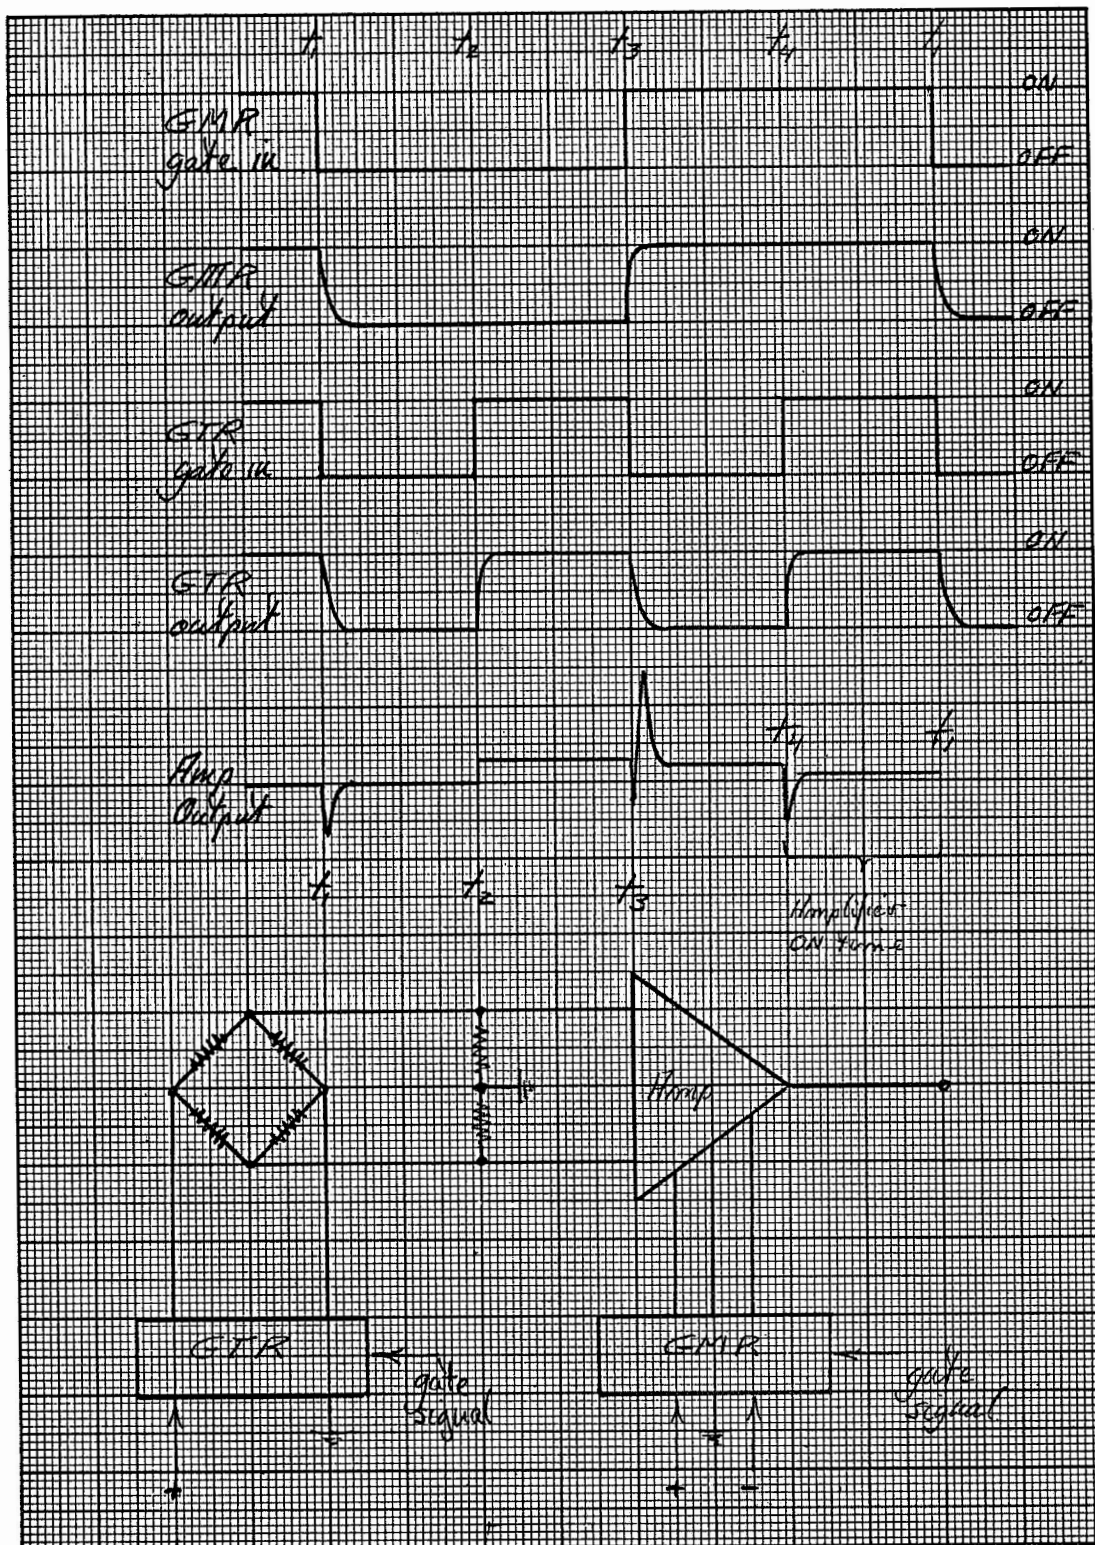 t₁ t₂ t₃ t₄ t₁
GMR
gate in
ON
OFF
GMR
output
ON
OFF
GTR
gate in
ON
OFF
GTR
output
ON
OFF
Amp
Output
t₄ t₁
t₁ t₂ t₃
Amplifier
ON time
Amp
GTR
gate
signal
GMR
gate
signal
+
+ -